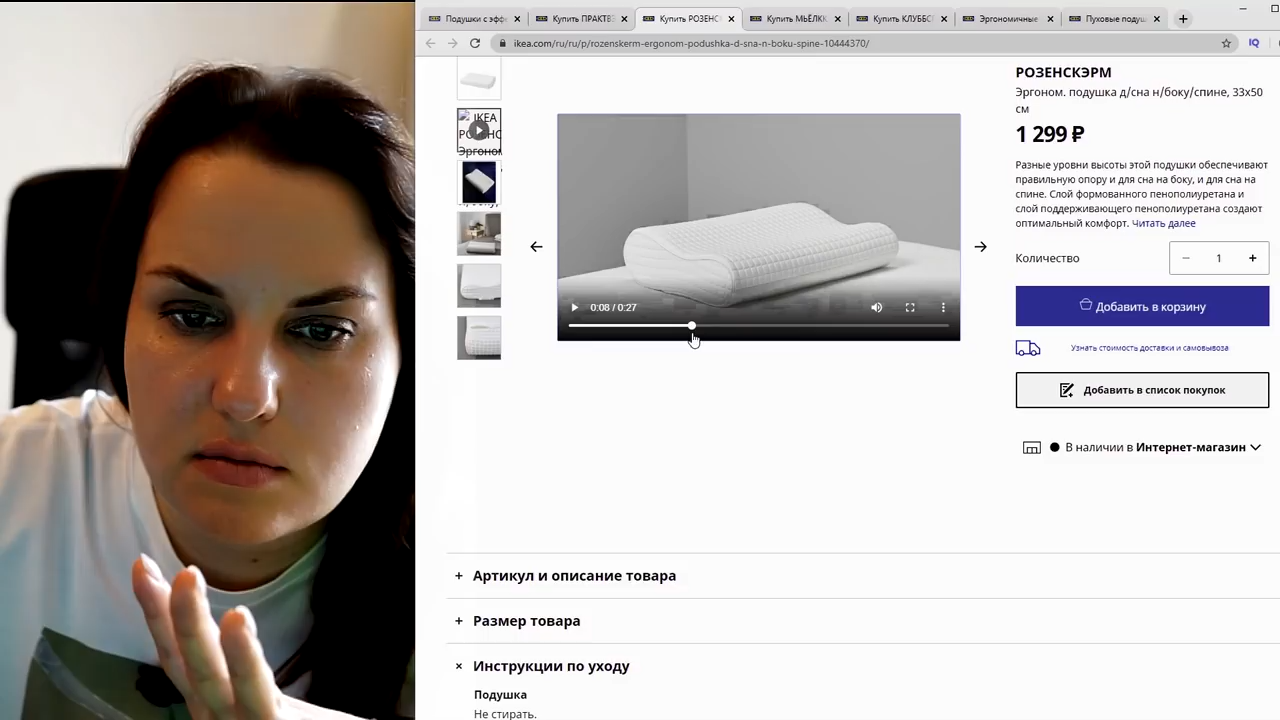 Подушки с эфф
Купить ПРАКТВ
Купить РОЗЕНС
Купить МЬЁЛКК
Купить КЛУББС
Эргономичные
Пуховые подуш
ikea.com/ru/ru/p/rozenskerm-ergonom-podushka-d-sna-n-boku-spine-10444370/
IKEA
РОЗЕНС
Эргоном
РОЗЕНСКЭРМ
Эргоном. подушка д/сна н/боку/спине, 33x50
см
1 299 ₽
Разные уровни высоты этой подушки обеспечивают
правильную опору и для сна на боку, и для сна на
спине. Слой формованного пенополиуретана и
слой поддерживающего пенополиуретана создают
оптимальный комфорт. Читать далее
Количество
− 1 +
Добавить в корзину
0:08 / 0:27
Узнать стоимость доставки и самовывоза
Добавить в список покупок
В наличии в Интернет-магазин
+ Артикул и описание товара
+ Размер товара
× Инструкции по уходу
Подушка
Не стирать.